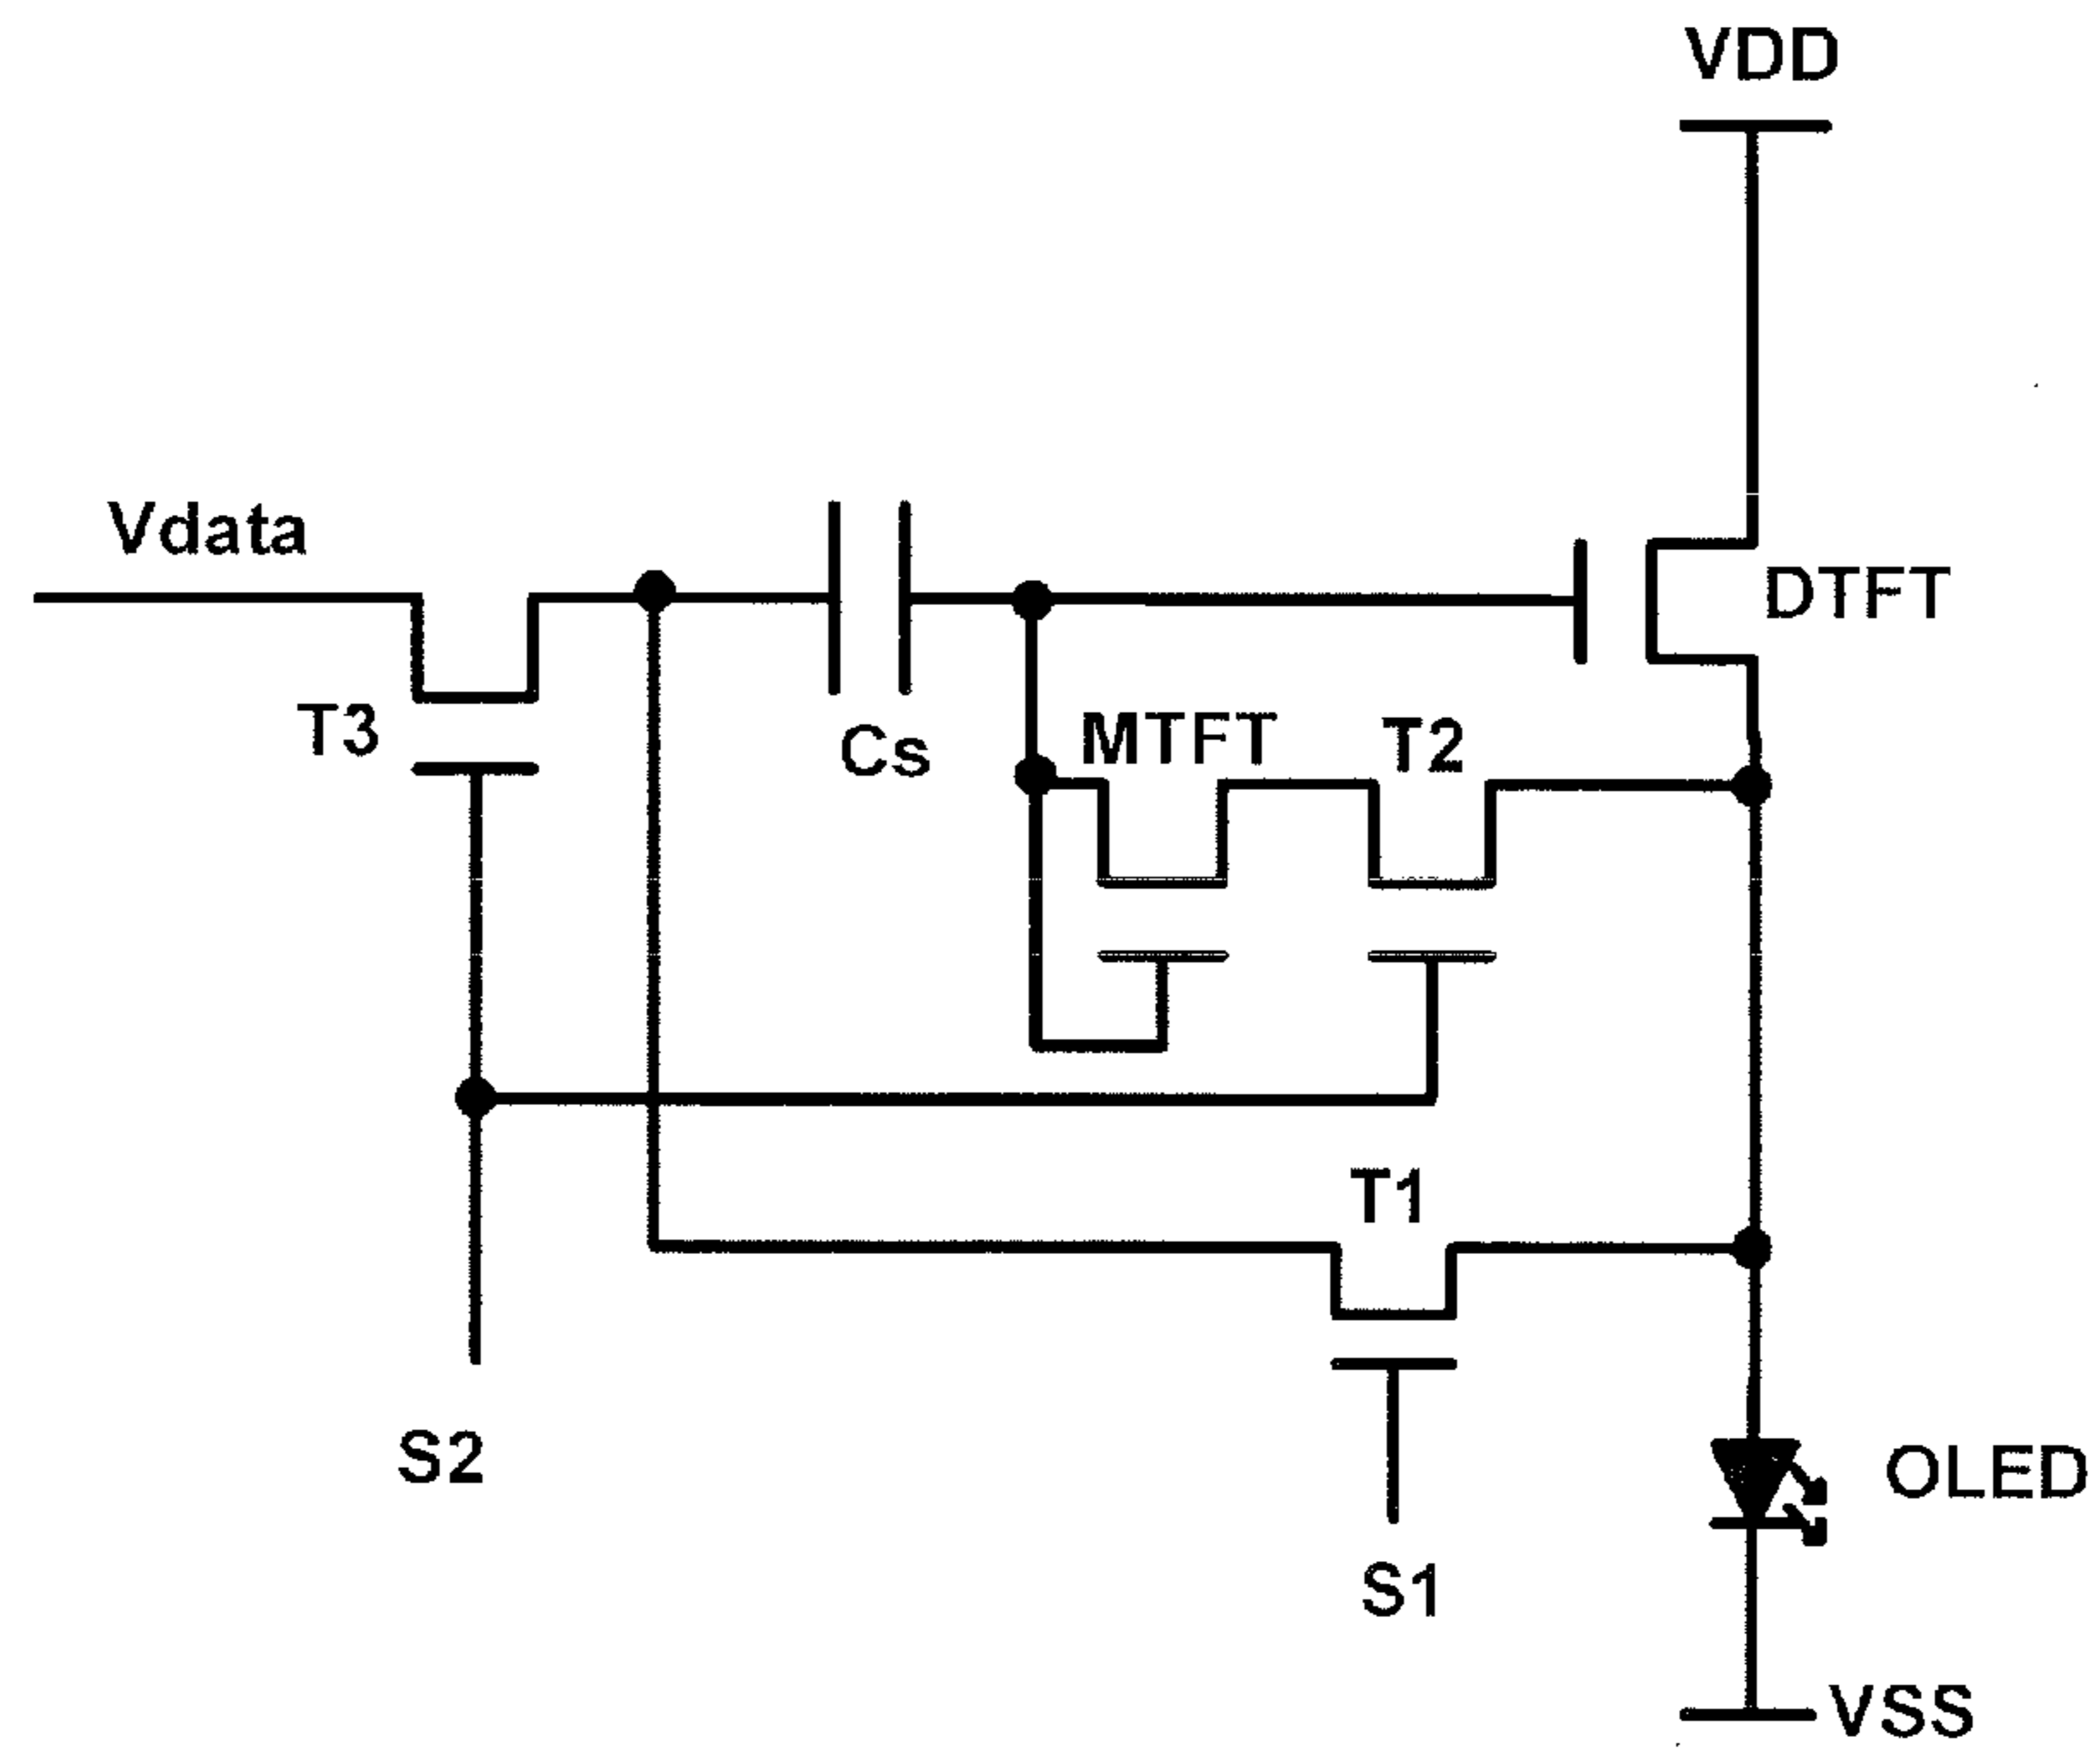 VDD
Vdata
DTFT
T3
Cs
MTFT
T2
T1
S2
OLED
S1
VSS